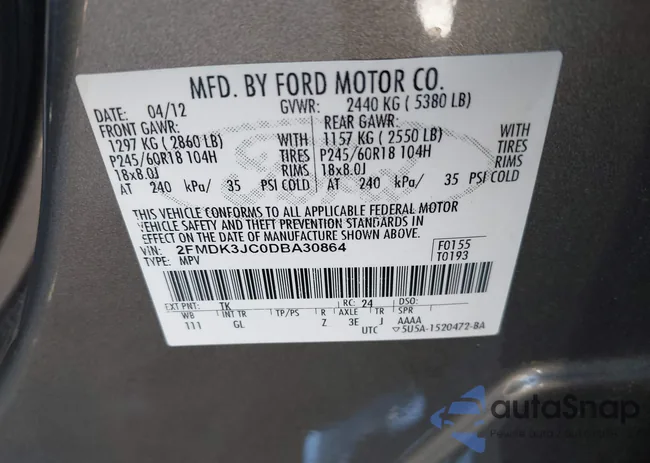 MFD. BY FORD MOTOR CO.
DATE: 04/12 GVWR: 2440 KG ( 5380 LB)
FRONT GAWR: REAR GAWR:
1297 KG ( 2860 LB) WITH 1157 KG ( 2550 LB) WITH
P245/60R18 104H TIRES P245/60R18 104H TIRES
18x8.0J RIMS 18x8.0J RIMS
AT 240 kPa/ 35 PSI COLD AT 240 kPa/ 35 PSI COLD
THIS VEHICLE CONFORMS TO ALL APPLICABLE FEDERAL MOTOR
VEHICLE SAFETY AND THEFT PREVENTION STANDARDS IN
EFFECT ON THE DATE OF MANUFACTURE SHOWN ABOVE.
VIN: 2FMDK3JC0DBA30864 F0155
TYPE: MPV T0193
EXT PNT: TK RC: 24 DSO:
WB INT TR TP/PS R AXLE TR SPR
111 GL Z 3E J AAAA
UTC ▽5U5A-1520472-BA
autoSnap